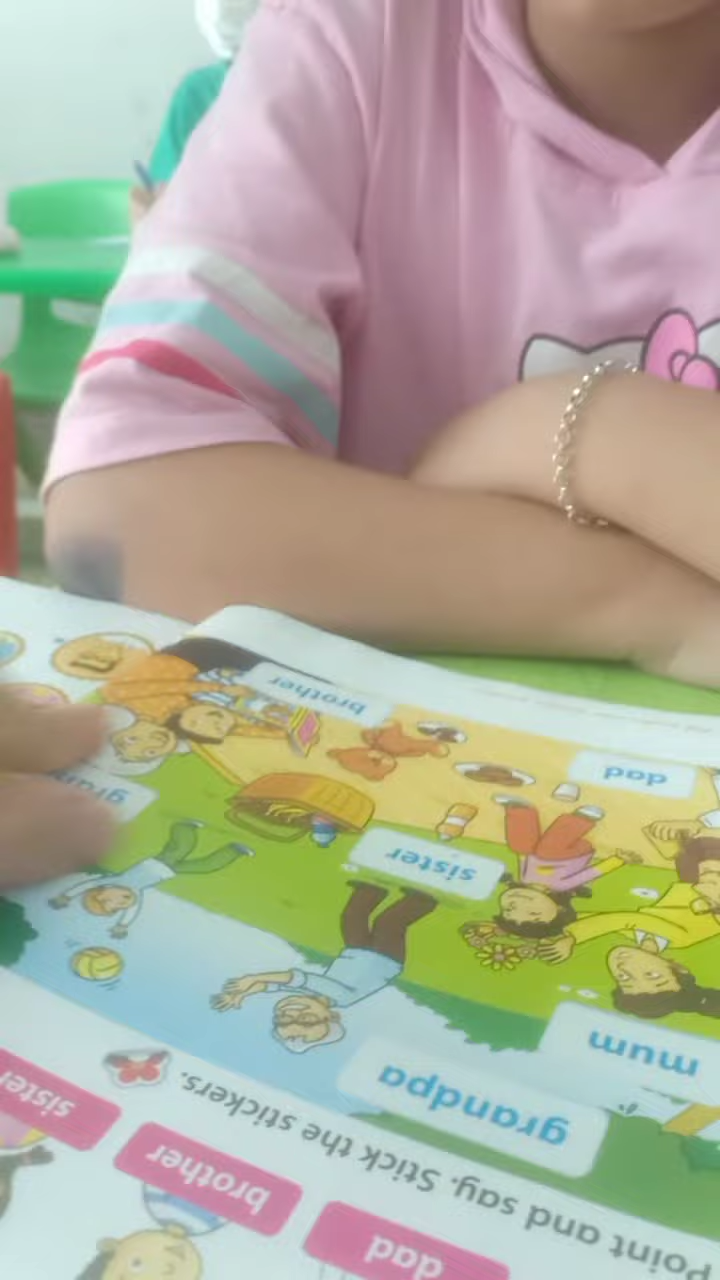 dad
brother
sister
Point and say. Stick the stickers.
grandpa
mum
sister
dad
brother